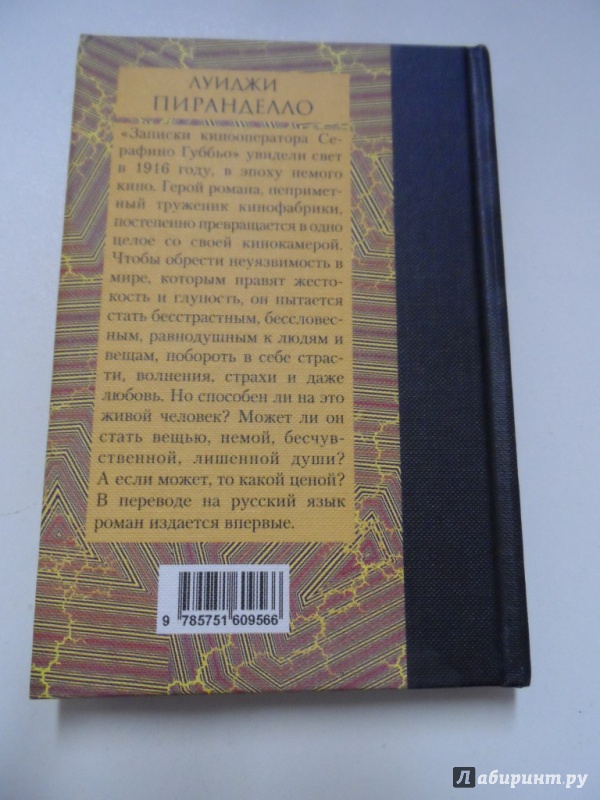 ЛУИДЖИ
ПИРАНДЕЛЛО
«Записки кинооператора Се-
рафино Губбьо» увидели свет
в 1916 году, в эпоху немого
кино. Герой романа, непримет-
ный труженик кинофабрики,
постепенно превращается в одно
целое со своей кинокамерой.
Чтобы обрести неуязвимость в
мире, которым правят жесто-
кость и глупость, он пытается
стать бесстрастным, бессловес-
ным, равнодушным к людям и
вещам, побороть в себе страс-
ти, волнения, страхи и даже
любовь. Но способен ли на это
живой человек? Может ли он
стать вещью, немой, бесчув-
ственной, лишенной души?
А если может, то какой ценой?
В переводе на русский язык
роман издается впервые.
9 785751 609566
Лабиринт.ру